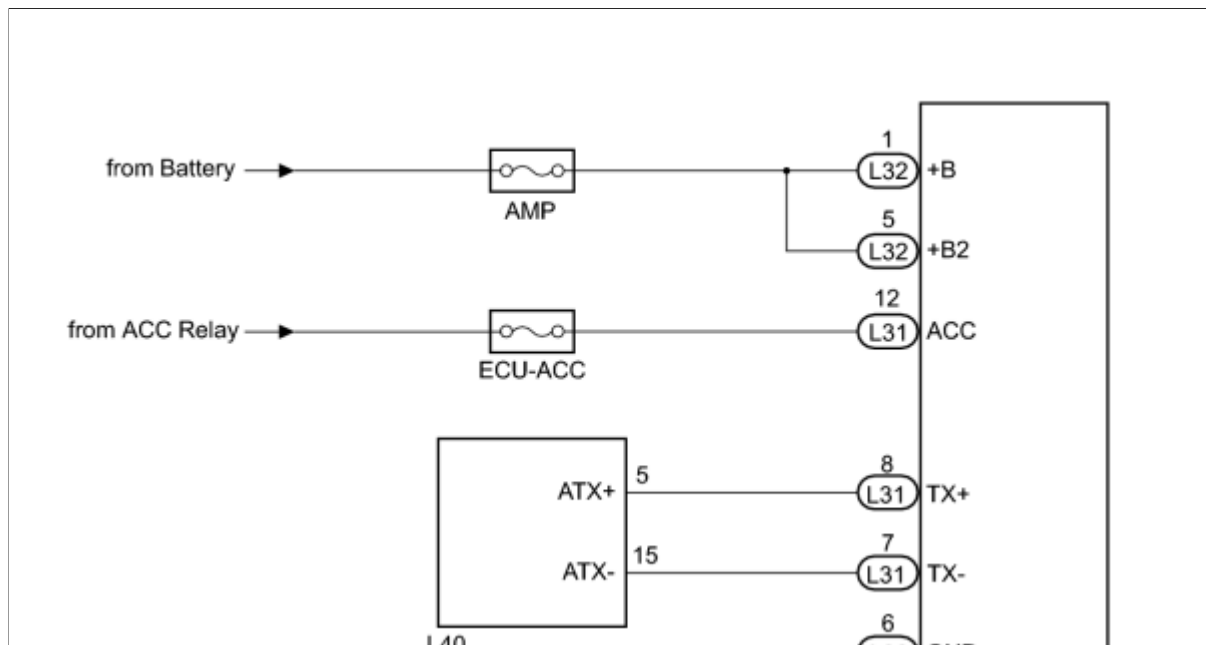 1
from Battery L32 +B
AMP
5
L32 +B2
12
from ACC Relay L31 ACC
ECU-ACC
8
ATX+ 5 L31 TX+
7
ATX- 15 L31 TX-
6
L40